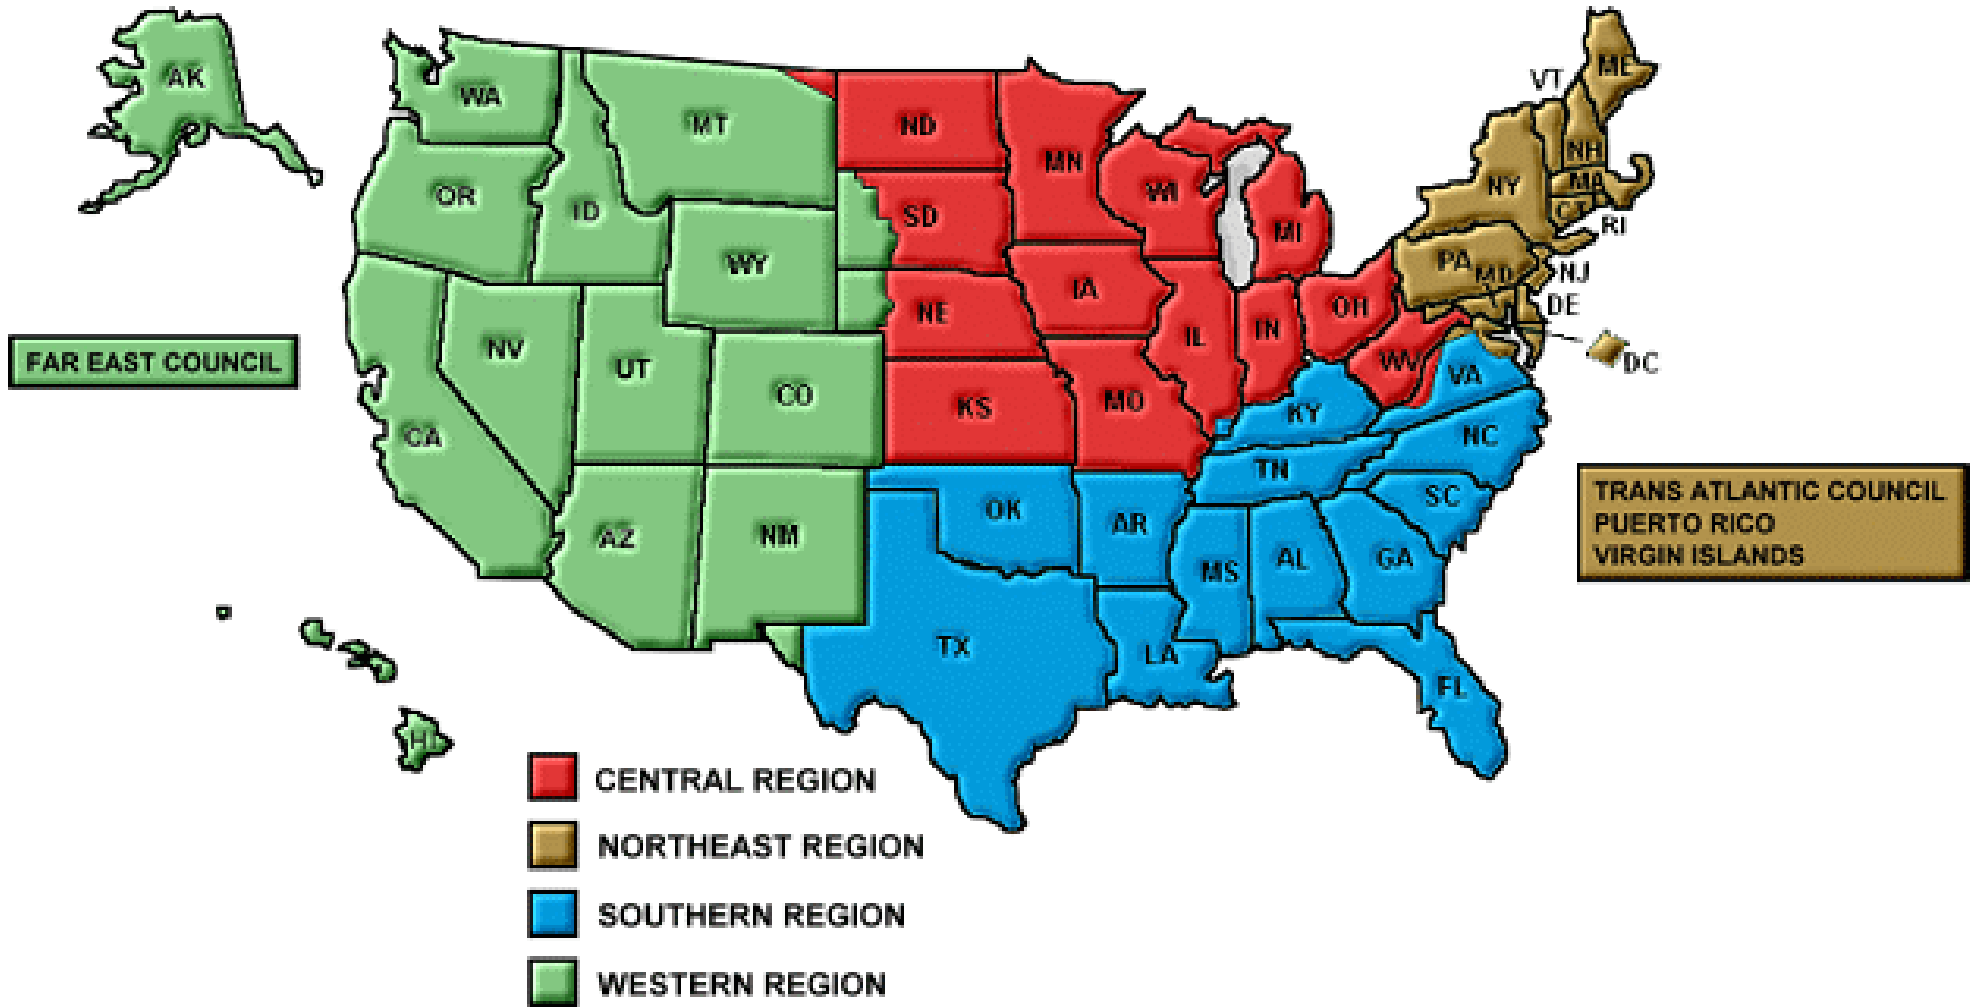 AK
WA
MT
ND
MN
WI
MI
VT
ME
NH
MA
NY
CT
RI
OR
ID
SD
WY
IA
NE
PA
MD
NJ
DE
DC
OH
IN
IL
WV
VA
FAR EAST COUNCIL
NV
UT
CO
KS
MO
KY
CA
NC
TN
SC
AZ
NM
OK
AR
MS
AL
GA
TRANS ATLANTIC COUNCIL
PUERTO RICO
VIRGIN ISLANDS
TX
LA
FL
HI
CENTRAL REGION
NORTHEAST REGION
SOUTHERN REGION
WESTERN REGION